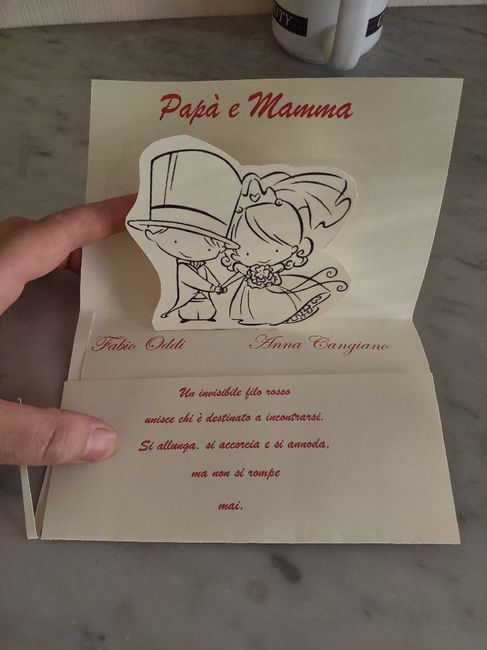 Papà e Mamma
Fabio Oddi Anna Cangiano
Un invisibile filo rosso
unisce chi è destinato a incontrarsi.
Si allunga, si accorcia e si annoda,
ma non si rompe
mai.